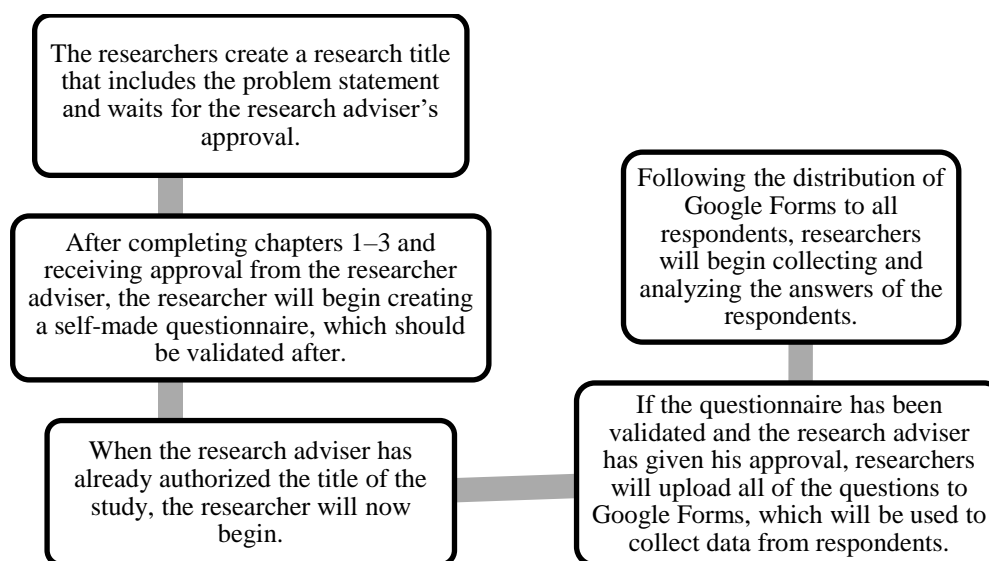 The researchers create a research title
that includes the problem statement
and waits for the research adviser’s
approval.
After completing chapters 1–3 and
receiving approval from the researcher
adviser, the researcher will begin creating
a self-made questionnaire, which should
be validated after.
When the research adviser has
already authorized the title of the
study, the researcher will now
begin.
If the questionnaire has been
validated and the research adviser
has given his approval, researchers
will upload all of the questions to
Google Forms, which will be used to
collect data from respondents.
Following the distribution of
Google Forms to all
respondents, researchers
will begin collecting and
analyzing the answers of the
respondents.